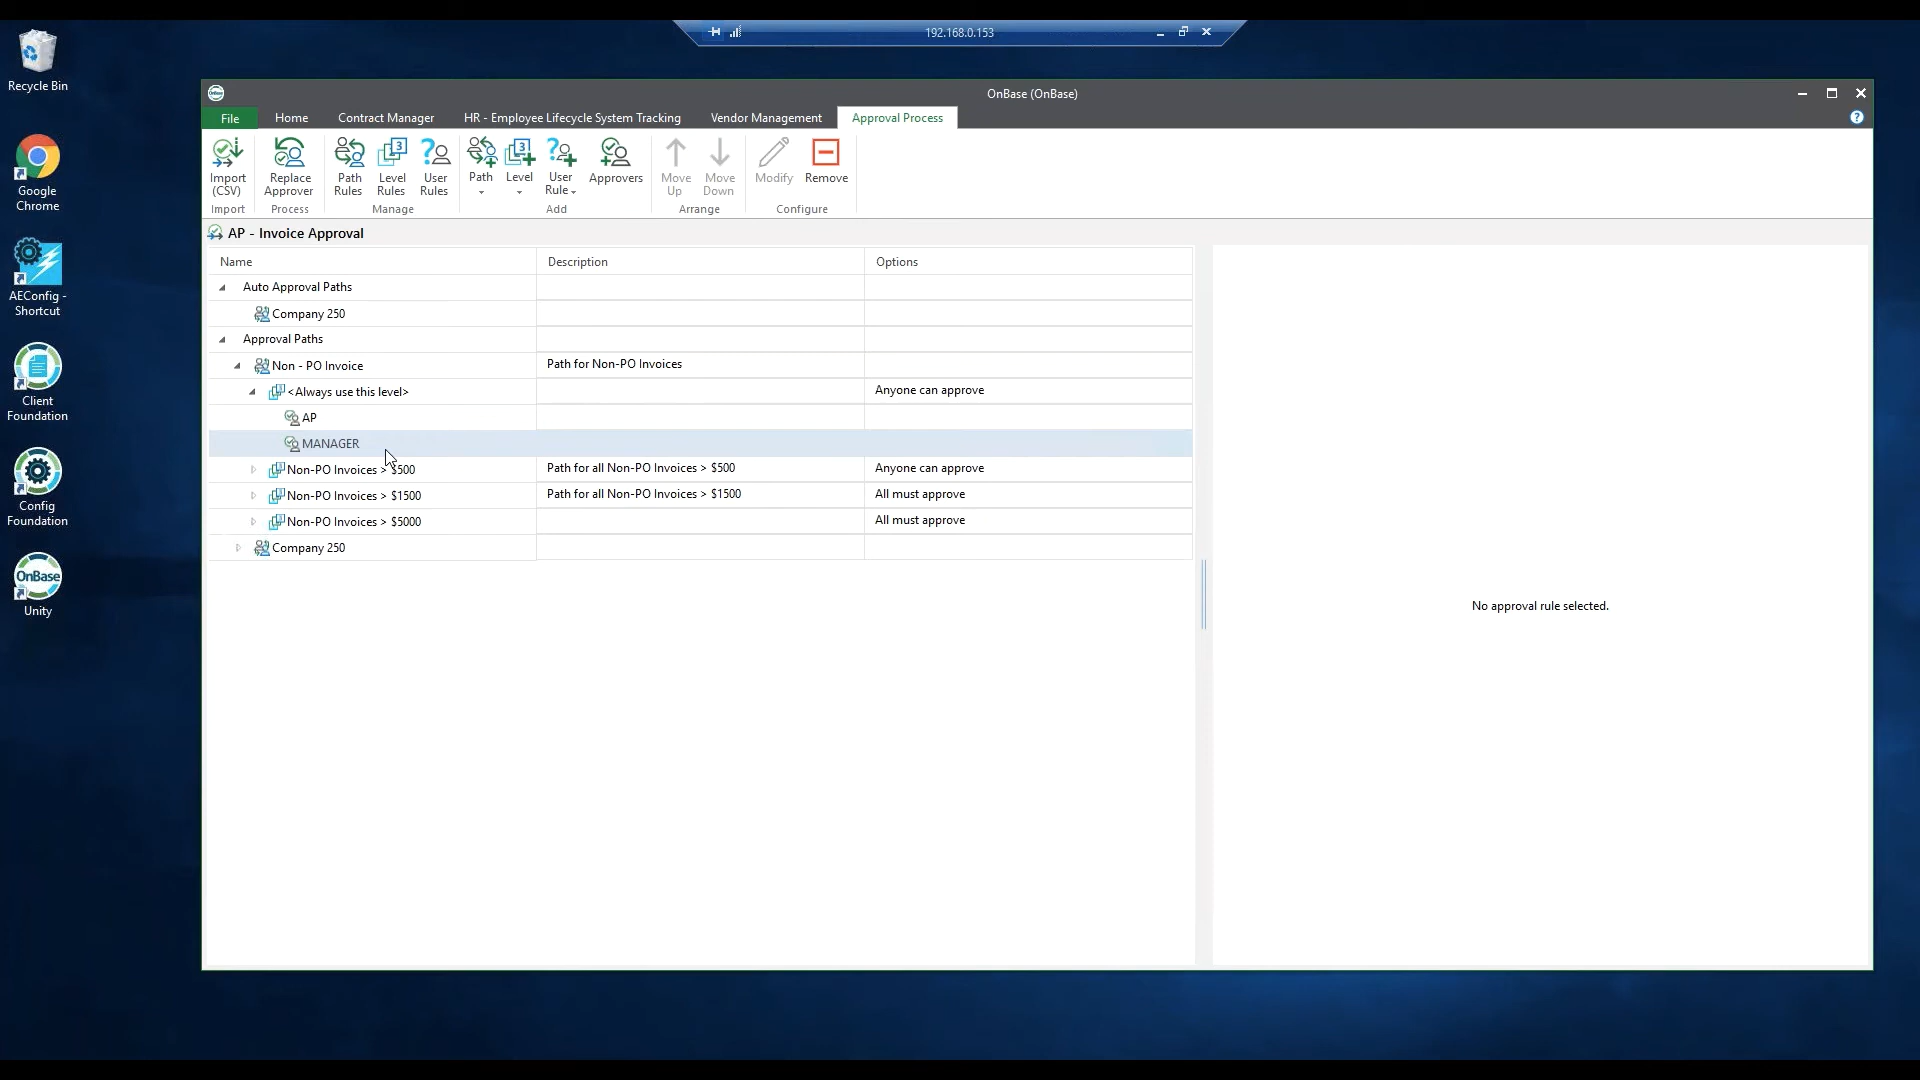 192.168.0.153
Recycle Bin
Google
Chrome
AEConfig -
Shortcut
Client
Foundation
Config
Foundation
OnBase
Unity
OnBase (OnBase)
File
Home
Contract Manager
HR - Employee Lifecycle System Tracking
Vendor Management
Approval Process
Import
(CSV)
Replace
Approver
Path
Rules
Level
Rules
User
Rules
Path
Level
User
Rule
Approvers
Move
Up
Move
Down
Modify
Remove
Import
Process
Manage
Add
Arrange
Configure
AP - Invoice Approval
Name Description Options
Auto Approval Paths
Company 250
Approval Paths
Non - PO Invoice Path for Non-PO Invoices
<Always use this level> Anyone can approve
AP
MANAGER
Non-PO Invoices > $500 Path for all Non-PO Invoices > $500 Anyone can approve
Non-PO Invoices > $1500 Path for all Non-PO Invoices > $1500 All must approve
Non-PO Invoices > $5000 All must approve
Company 250
No approval rule selected.